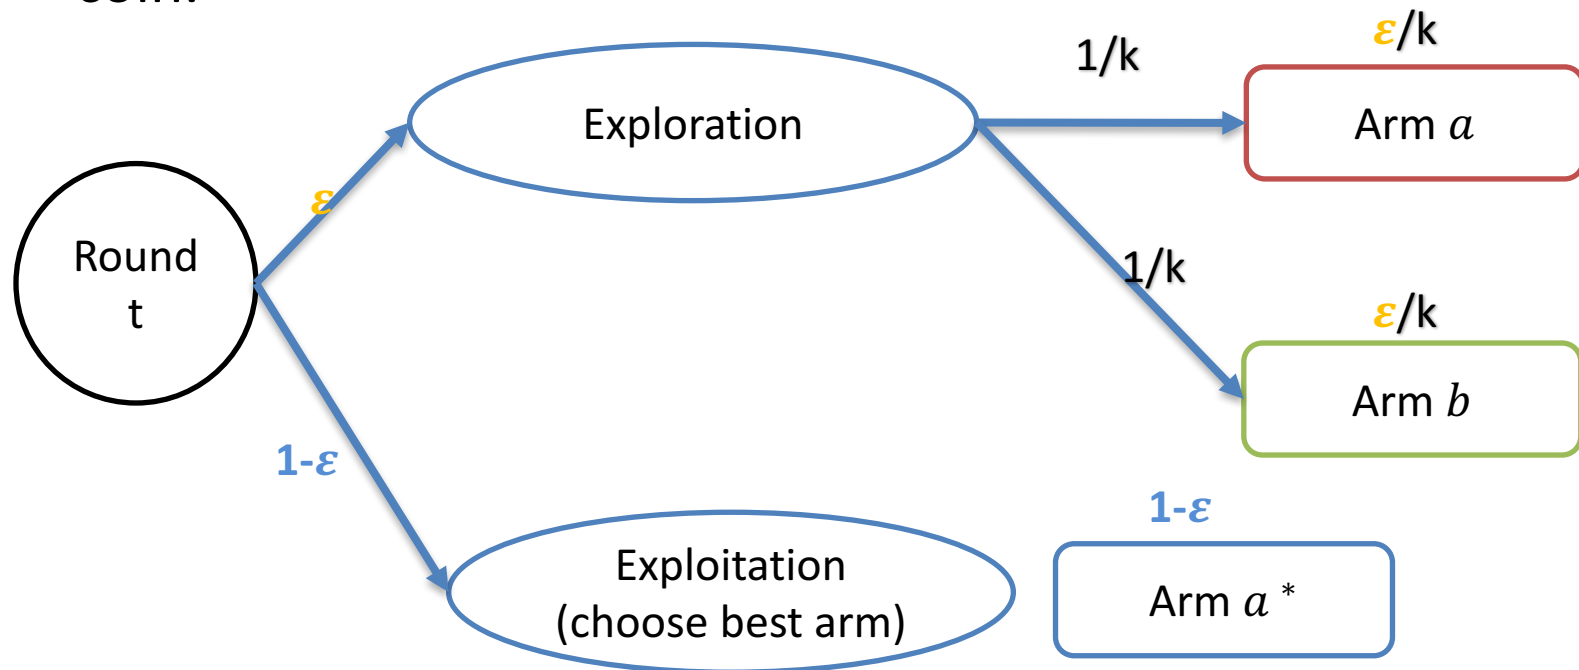 1/k
ε/k
Exploration
Arm a
ε
Round
t
1/k
ε/k
Arm b
1-ε
1-ε
Exploitation
(choose best arm)
Arm a *